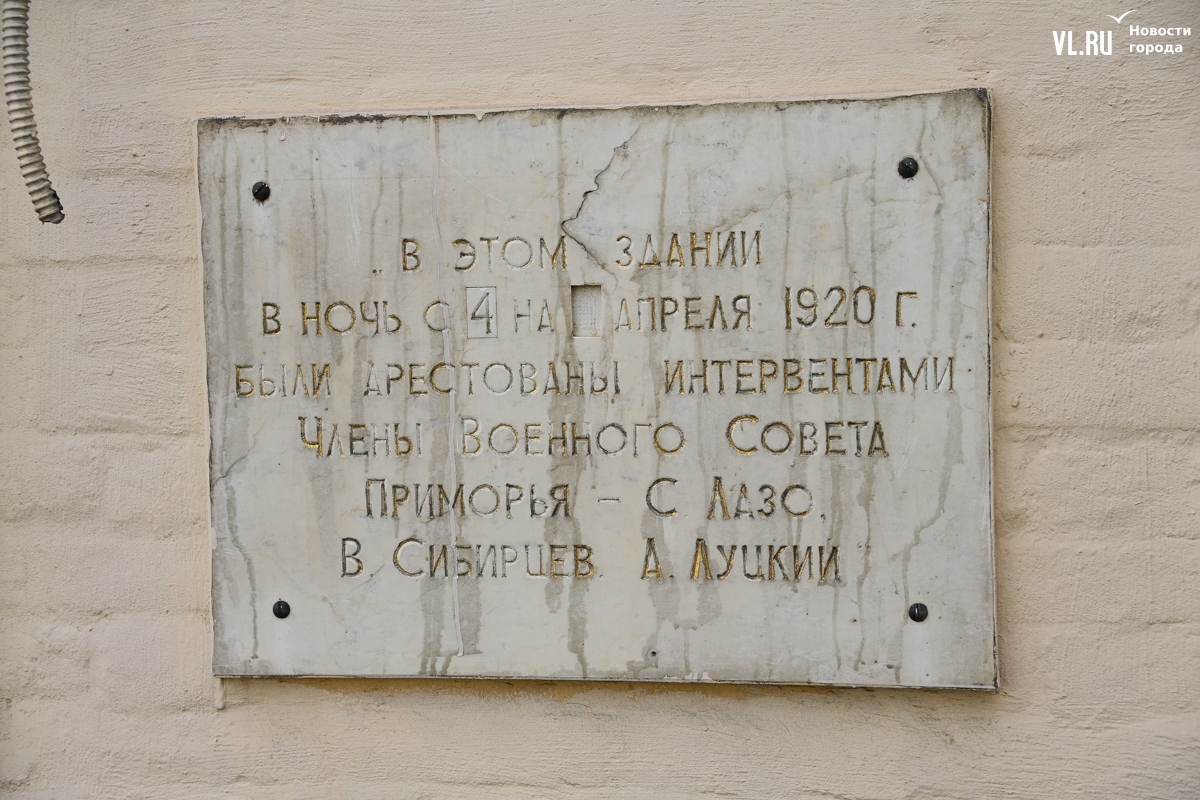 VL.RU Новости
города
В ЭТОМ ЗДАНИИ
В НОЧЬ С 4 НА АПРЕЛЯ 1920 Г.
БЫЛИ АРЕСТОВАНЫ ИНТЕРВЕНТАМИ
ЧЛЕНЫ ВОЕННОГО СОВЕТА
ПРИМОРЬЯ – С. ЛАЗО,
В. СИБИРЦЕВ. А. ЛУЦКИЙ